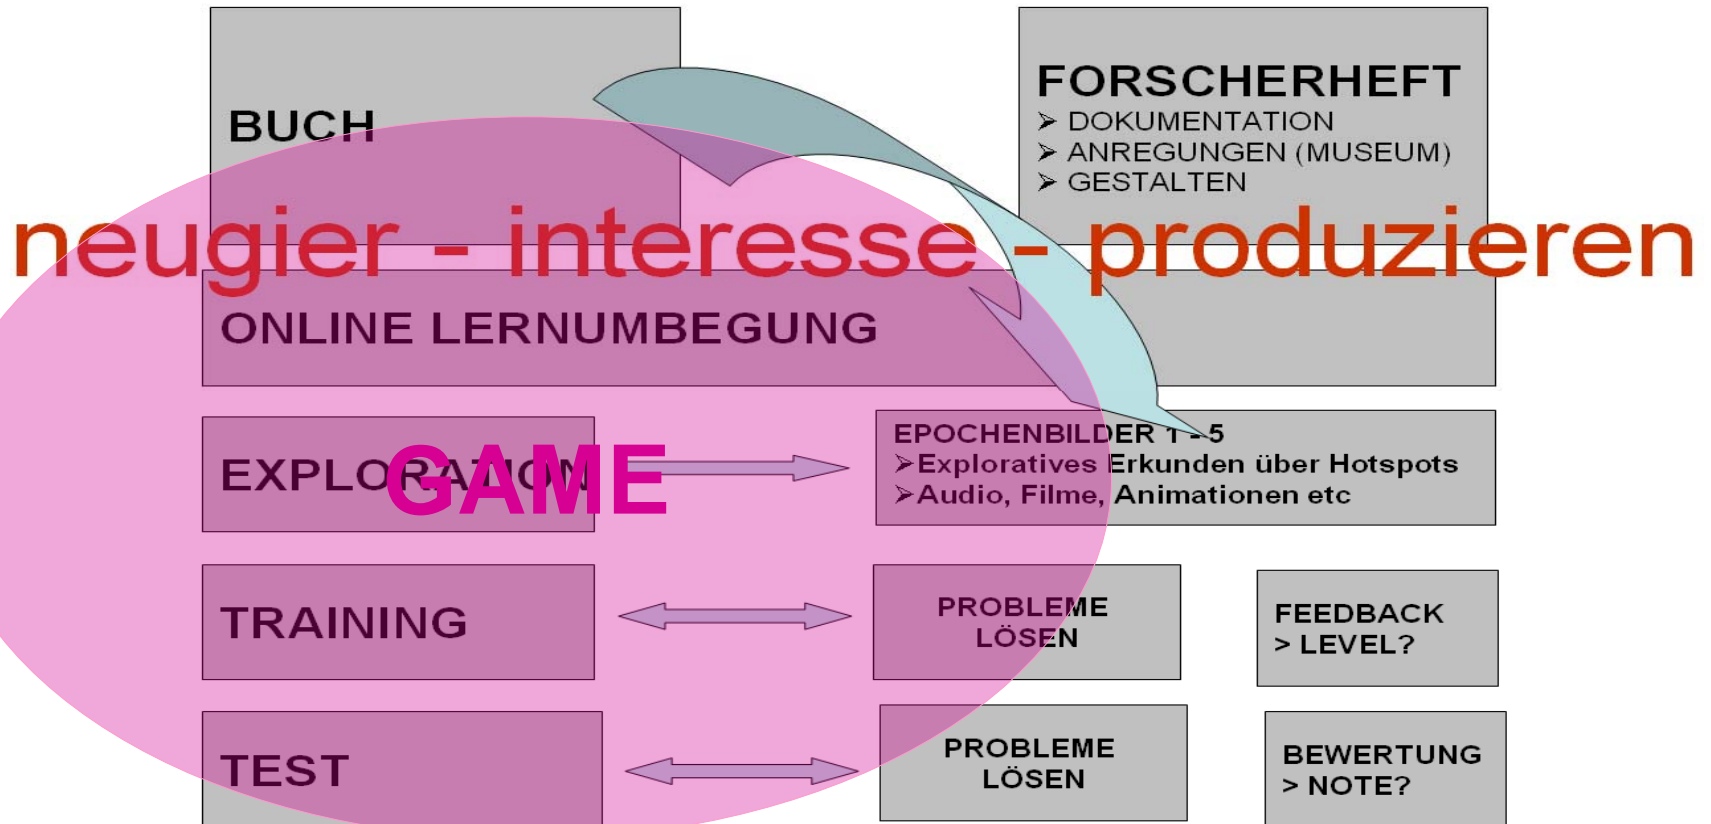 BUCH
FORSCHERHEFT
➢ DOKUMENTATION
➢ ANREGUNGEN (MUSEUM)
➢ GESTALTEN
neugier - interesse - produzieren
ONLINE LERNUMBEGUNG
EXPLORATION
GAME
EPOCHENBILDER 1 - 5
➢Exploratives Erkunden über Hotspots
➢Audio, Filme, Animationen etc
TRAINING
PROBLEME
LÖSEN
FEEDBACK
> LEVEL?
TEST
PROBLEME
LÖSEN
BEWERTUNG
> NOTE?